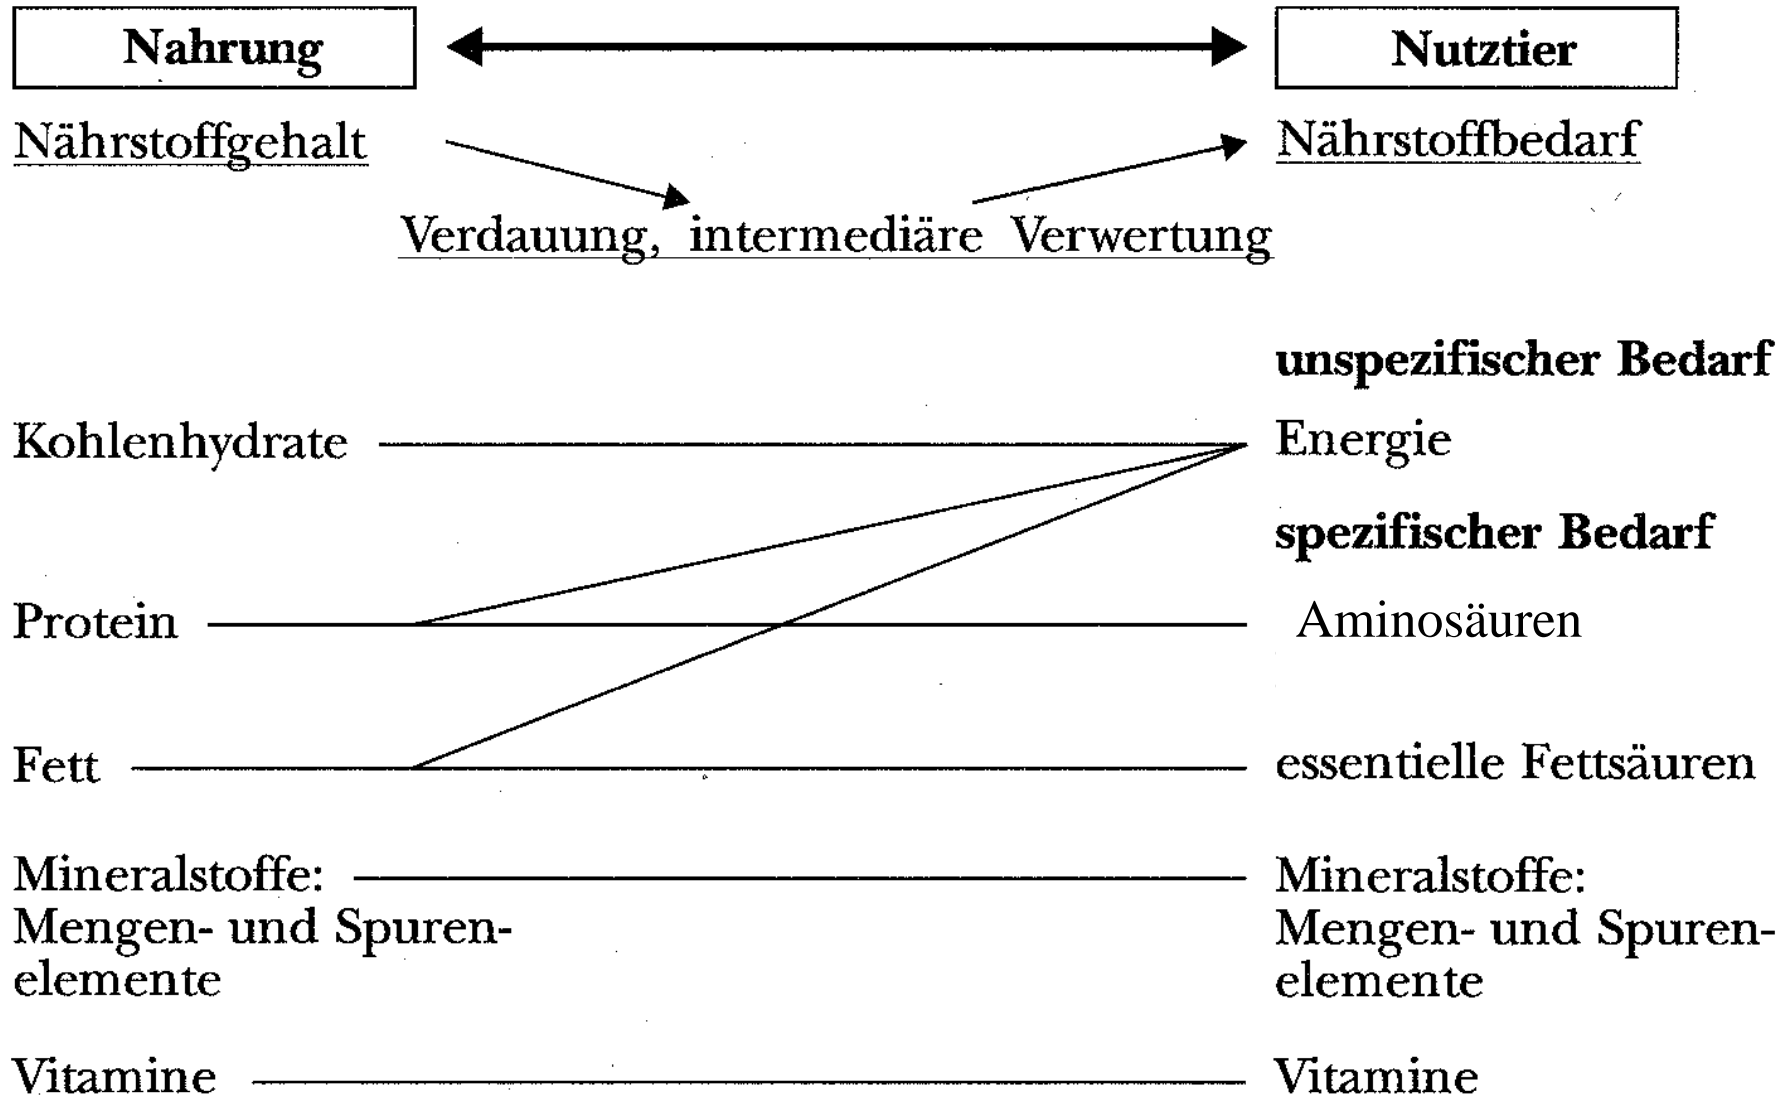 Nahrung Nutztier
Nährstoffgehalt Nährstoffbedarf
Verdauung, intermediäre Verwertung
unspezifischer Bedarf
Kohlenhydrate Energie
spezifischer Bedarf
Protein Aminosäuren
Fett essentielle Fettsäuren
Mineralstoffe: Mineralstoffe:
Mengen- und Spuren- Mengen- und Spuren-
elemente elemente
Vitamine Vitamine